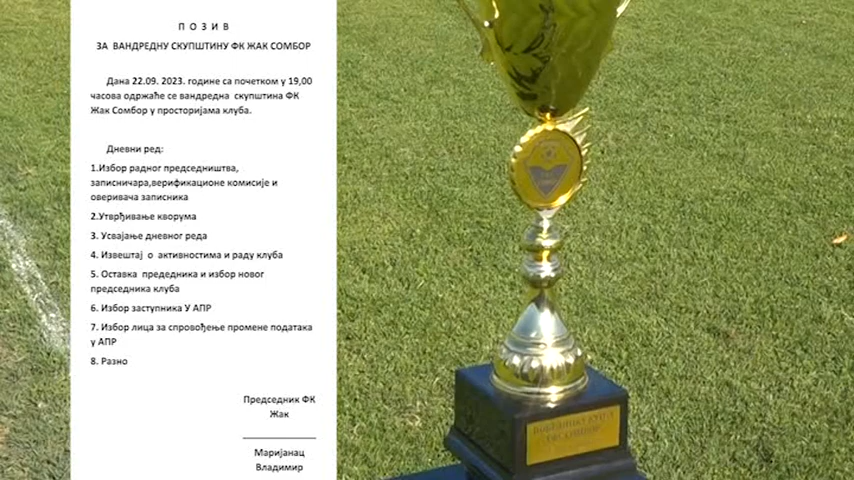 П О З И В
ЗА ВАНДРЕДНУ СКУПШТИНУ ФК ЖАК СОМБОР
Дана 22.09. 2023. године са почетком у 19,00
часова одржаће се вандредна скупштина ФК
Жак Сомбор у просторијама клуба.
Дневни ред:
1.Избор радног председништва,
записничара,верификационе комисије и
оверивача записника
2.Утврђивање кворума
3. Усвајање дневног реда
4. Извештај о активностима и раду клуба
5. Оставка предедника и избор новог
председника клуба
6. Избор заступника У АПР
7. Избор лица за спровођење промене података
у АПР
8. Разно
Председник ФК
Жак
Маријанац
Владимир